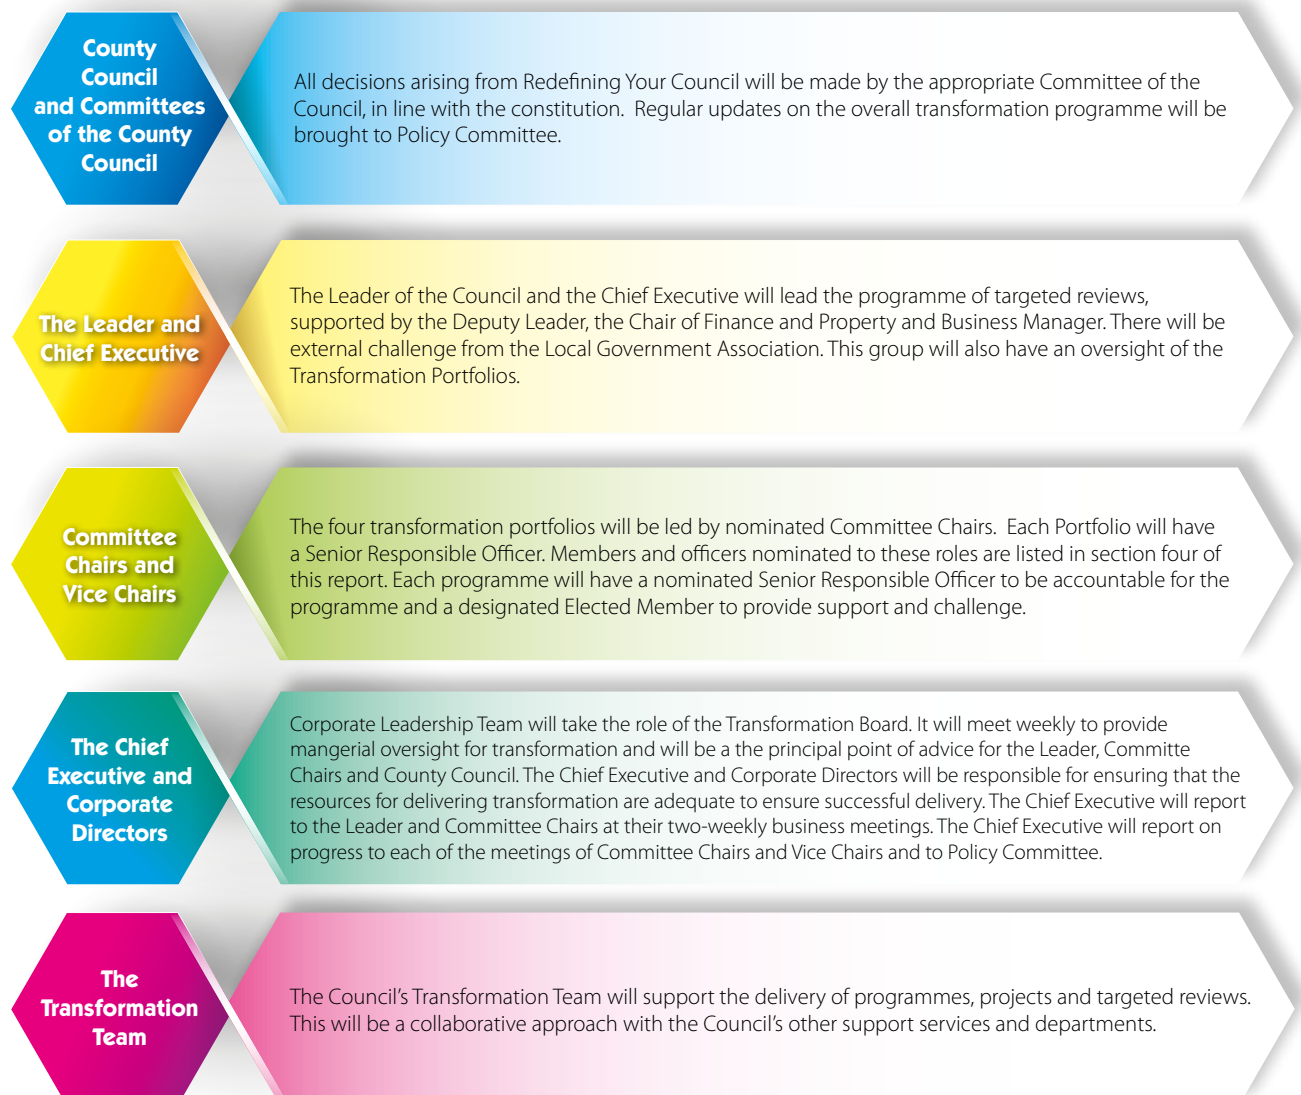 County
Council
and Committees
of the County
Council
All decisions arising from Redefining Your Council will be made by the appropriate Committee of the
Council, in line with the constitution.  Regular updates on the overall transformation programme will be
brought to Policy Committee.
The Leader and
Chief Executive
The Leader of the Council and the Chief Executive will lead the programme of targeted reviews,
supported by the Deputy Leader, the Chair of Finance and Property and Business Manager. There will be
external challenge from the Local Government Association. This group will also have an oversight of the
Transformation Portfolios.
Committee
Chairs and
Vice Chairs
The four transformation portfolios will be led by nominated Committee Chairs.  Each Portfolio will have
a Senior Responsible Officer. Members and officers nominated to these roles are listed in section four of
this report. Each programme will have a nominated Senior Responsible Officer to be accountable for the
programme and a designated Elected Member to provide support and challenge.
The Chief
Executive and
Corporate
Directors
Corporate Leadership Team will take the role of the Transformation Board. It will meet weekly to provide
mangerial oversight for transformation and will be a the principal point of advice for the Leader, Committe
Chairs and County Council. The Chief Executive and Corporate Directors will be responsible for ensuring that the
resources for delivering transformation are adequate to ensure successful delivery. The Chief Executive will report
to the Leader and Committee Chairs at their two-weekly business meetings. The Chief Executive will report on
progress to each of the meetings of Committee Chairs and Vice Chairs and to Policy Committee.
The
Transformation
Team
The Council's Transformation Team will support the delivery of programmes, projects and targeted reviews.
This will be a collaborative approach with the Council's other support services and departments.